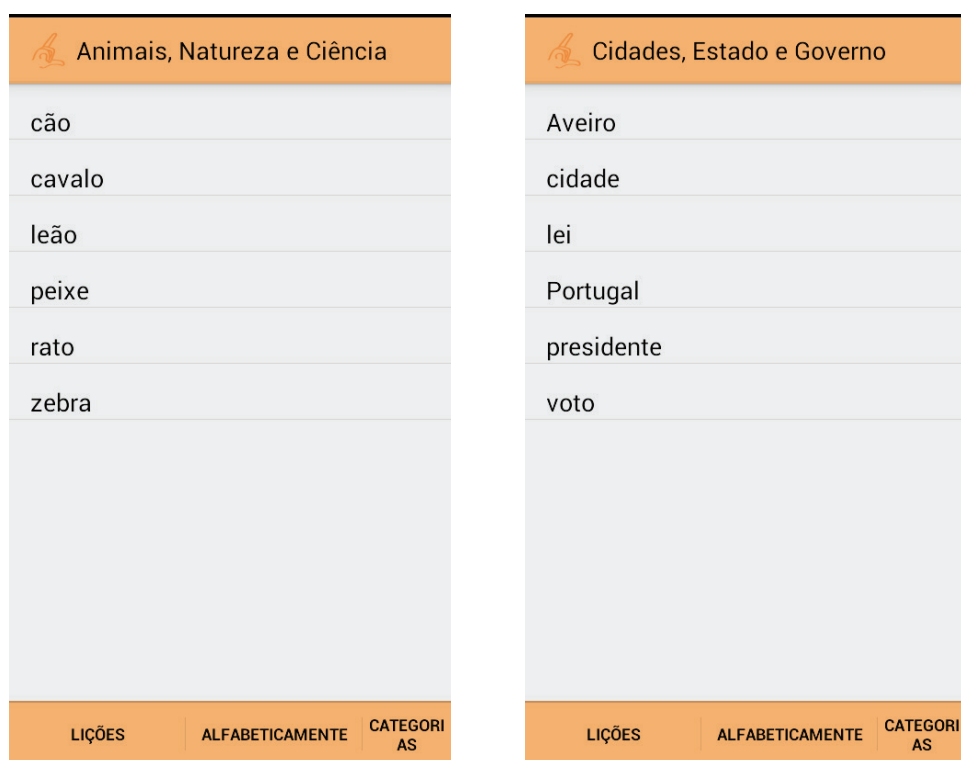 Animais, Natureza e Ciência
cão
cavalo
leão
peixe
rato
zebra
LIÇÕES
ALFABETICAMENTE
CATEGORI
AS
Cidades, Estado e Governo
Aveiro
cidade
lei
Portugal
presidente
voto
LIÇÕES
ALFABETICAMENTE
CATEGORI
AS